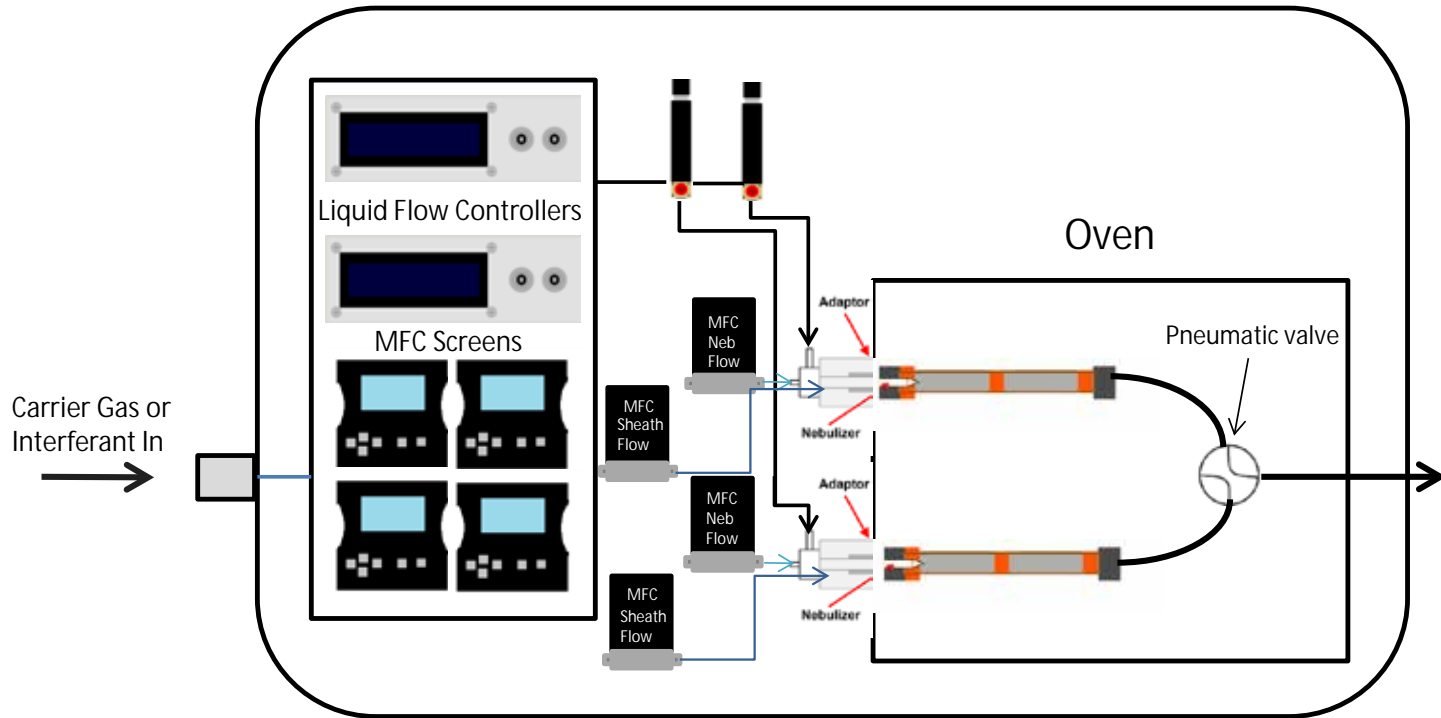 Carrier Gas or
Interferant In
Liquid Flow Controllers
MFC Screens
MFC
Neb
Flow
MFC
Sheath
Flow
MFC
Neb
Flow
MFC
Sheath
Flow
Oven
Adaptor
Nebulizer
Adaptor
Nebulizer
Pneumatic valve